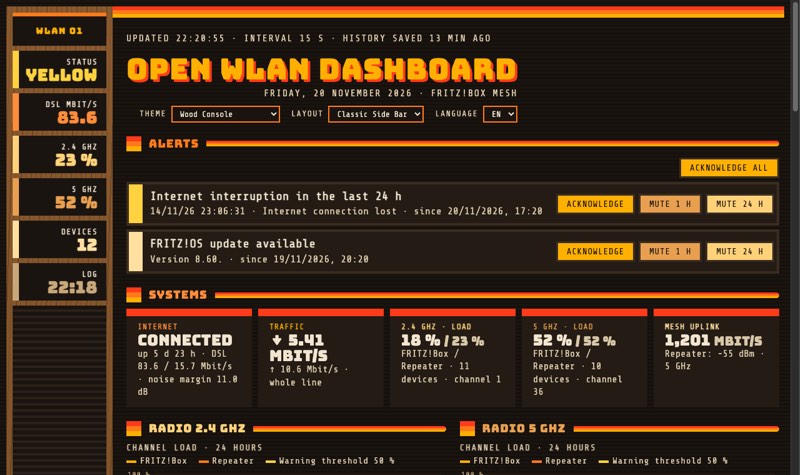 WLAN 01
STATUS
YELLOW
DSL MBIT/S
83.6
2.4 GHZ
23 %
5 GHZ
52 %
DEVICES
12
LOG
22:18
UPDATED 22:20:55 · INTERVAL 15 S · HISTORY SAVED 13 MIN AGO
OPEN WLAN DASHBOARD
FRIDAY, 20 NOVEMBER 2026 · FRITZ!BOX MESH
THEME Wood Console LAYOUT Classic Side Bar LANGUAGE EN
ALERTS
ACKNOWLEDGE ALL
Internet interruption in the last 24 h
14/11/26 23:06:31 · Internet connection lost · since 20/11/2026, 17:20
ACKNOWLEDGE MUTE 1 H MUTE 24 H
FRITZ!OS update available
Version 8.60. · since 19/11/2026, 20:20
ACKNOWLEDGE MUTE 1 H MUTE 24 H
SYSTEMS
INTERNET
CONNECTED
up 5 d 23 h · DSL
83.6 / 15.7 Mbit/s
· noise margin 11.0
dB
TRAFFIC
↓ 5.41
MBIT/S
↑ 10.6 Mbit/s ·
whole line
2.4 GHZ · LOAD
18 % / 23 %
FRITZ!Box /
Repeater · 11
devices · channel 1
5 GHZ · LOAD
52 % / 52 %
FRITZ!Box /
Repeater · 10
devices · channel
36
MESH UPLINK
1,201 MBIT/S
Repeater: -55 dBm ·
5 GHz
RADIO 2.4 GHZ
CHANNEL LOAD · 24 HOURS
FRITZ!Box Repeater Warning threshold 50 %
RADIO 5 GHZ
CHANNEL LOAD · 24 HOURS
FRITZ!Box Repeater Warning threshold 50 %